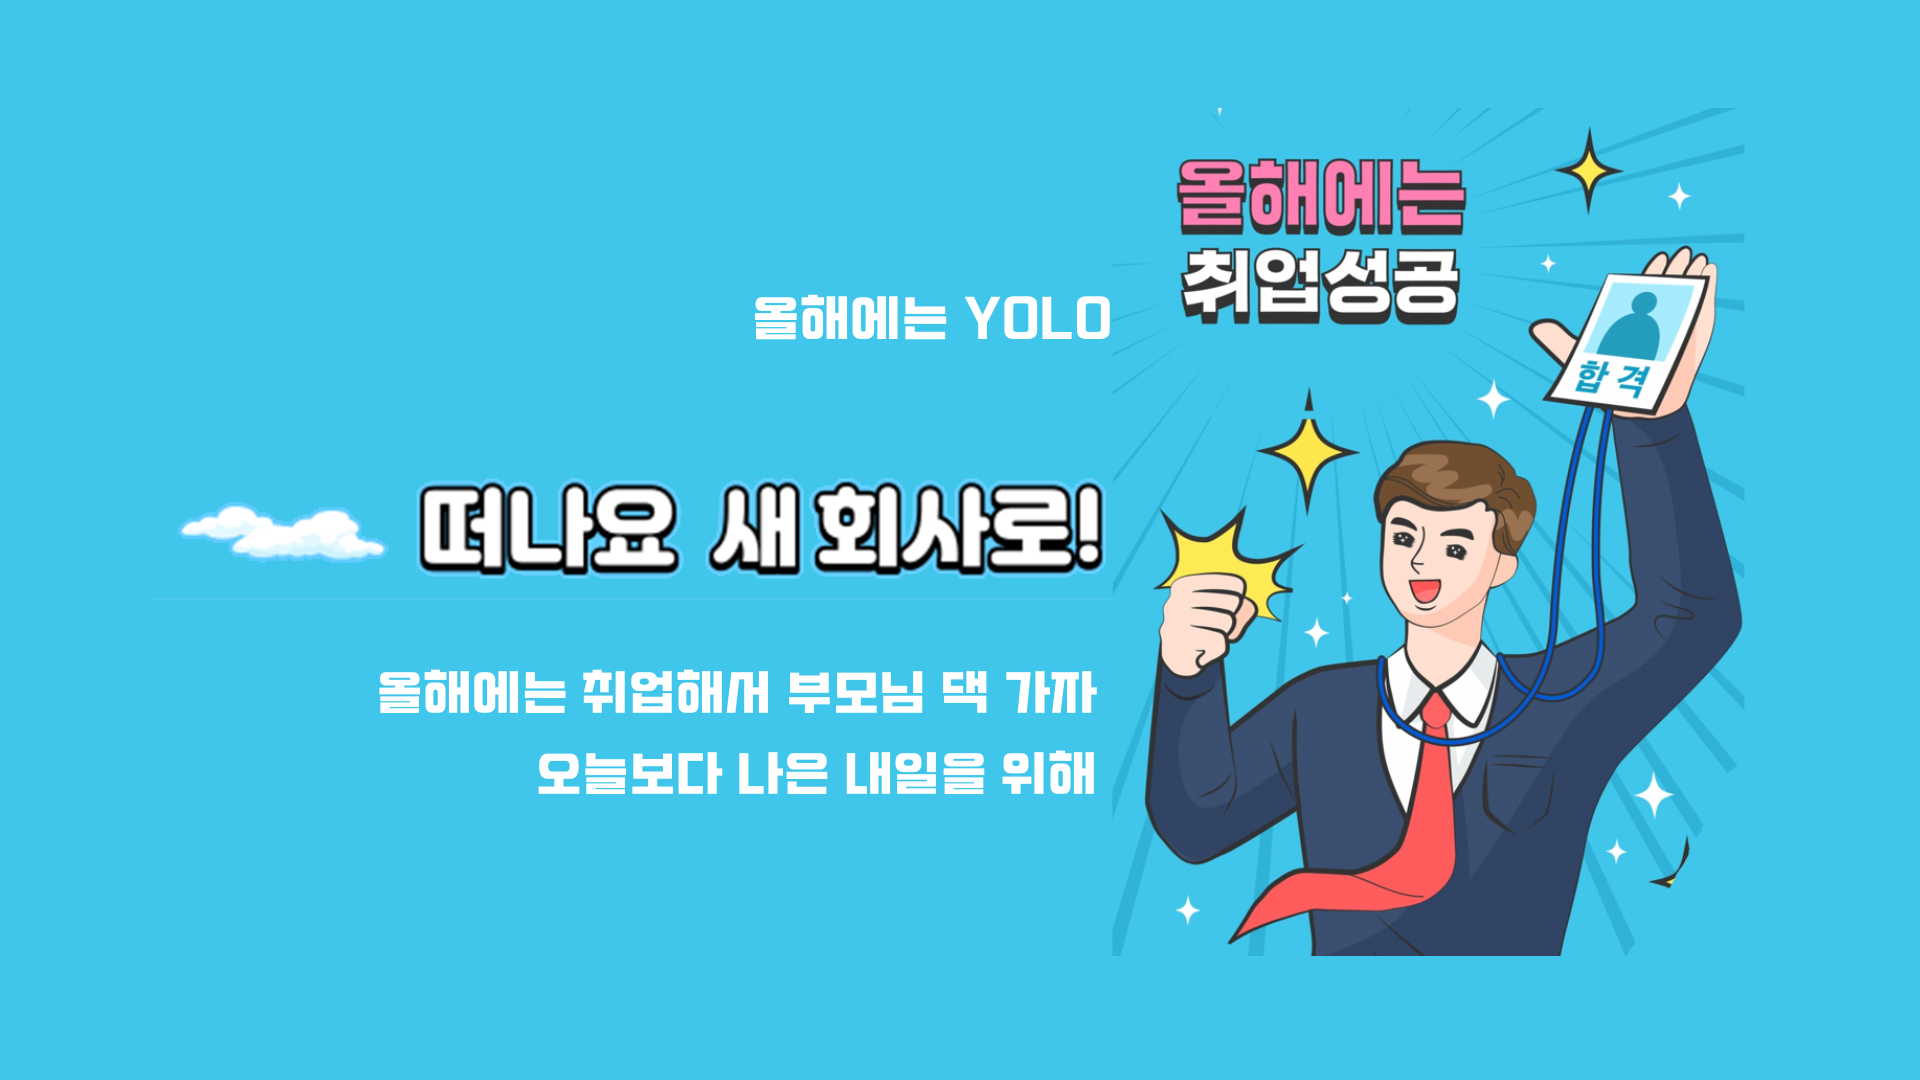 올해에는 YOLO
떠나요 새 회사로!
올해에는 취업해서 부모님 댁 가자
오늘보다 나은 내일을 위해
올해에는
취업성공
합격